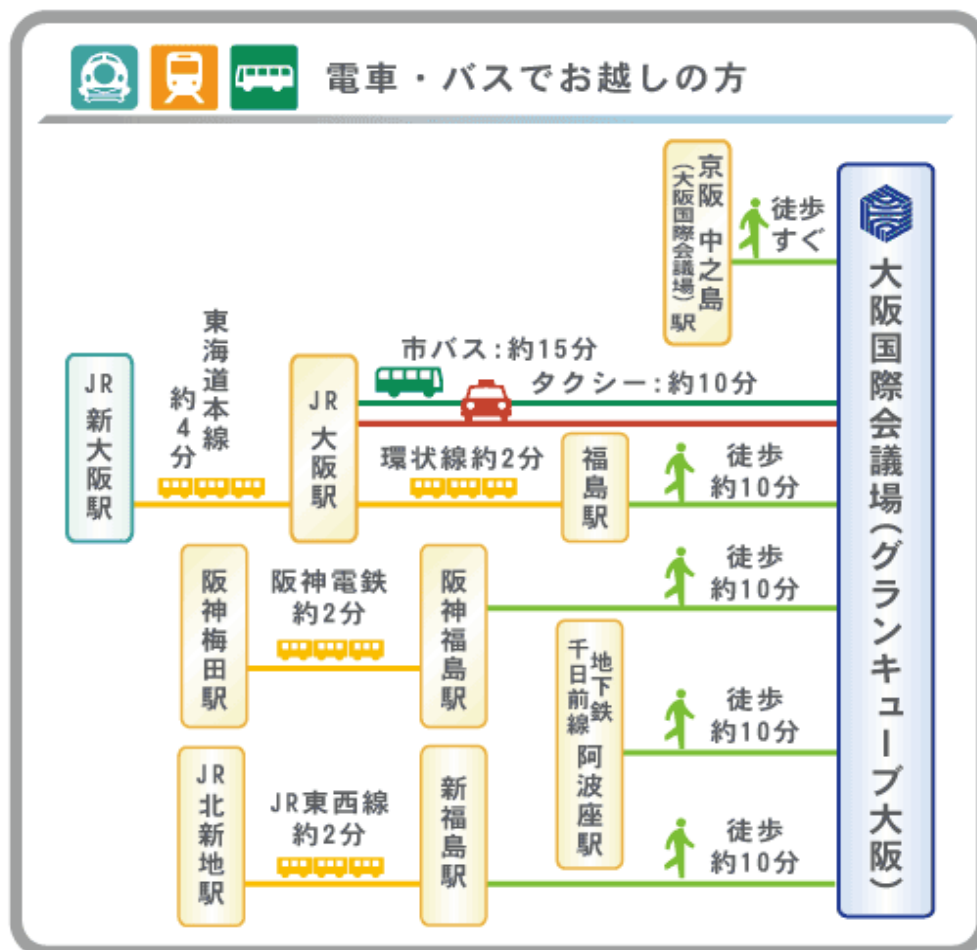 電車・バスでお越しの方
京阪 中之島
(大阪国際会議場)駅
徒歩
すぐ
大阪国際会議場(グランキューブ大阪)
東海道本線
約4分
市バス:約15分
タクシー:約10分
JR 新大阪駅
JR 大阪駅
環状線約2分
福島駅
徒歩
約10分
阪神梅田駅
阪神電鉄
約2分
阪神福島駅
徒歩
約10分
地下鉄
千日前線
阿波座駅
徒歩
約10分
JR 北新地駅
JR東西線
約2分
新福島駅
徒歩
約10分